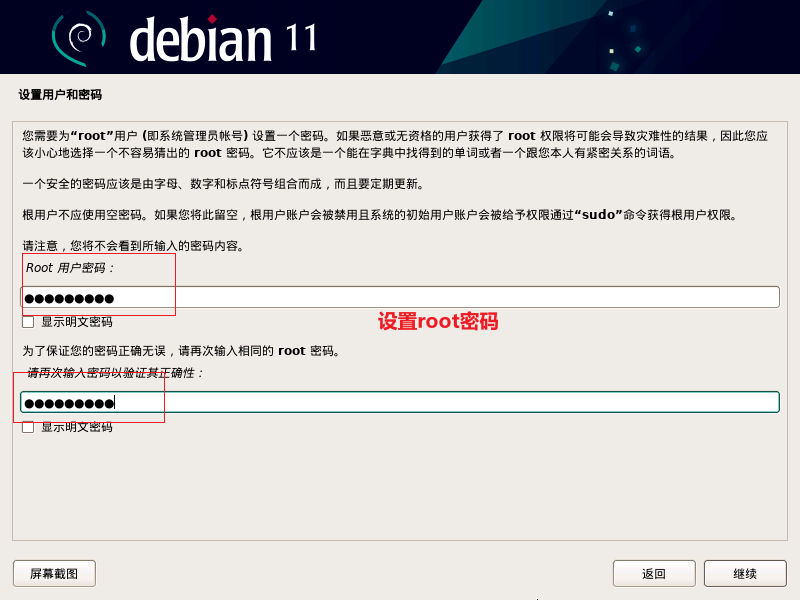 debian 11
设置用户和密码
您需要为“root”用户 (即系统管理员帐号) 设置一个密码。如果恶意或无资格的用户获得了 root 权限将可能会导致灾难性的结果，因此您应
该小心地选择一个不容易猜出的 root 密码。它不应该是一个能在字典中找得到的单词或者一个跟您本人有紧密关系的词语。
一个安全的密码应该是由字母、数字和标点符号组合而成，而且要定期更新。
根用户不应使用空密码。如果您将此留空，根用户账户会被禁用且系统的初始用户账户会被给予权限通过“sudo”命令获得根用户权限。
请注意，您将不会看到所输入的密码内容。
Root 用户密码：
●●●●●●●●●
显示明文密码
设置root密码
为了保证您的密码正确无误，请再次输入相同的 root 密码。
请再次输入密码以验证其正确性：
●●●●●●●●●
显示明文密码
屏幕截图
返回
继续